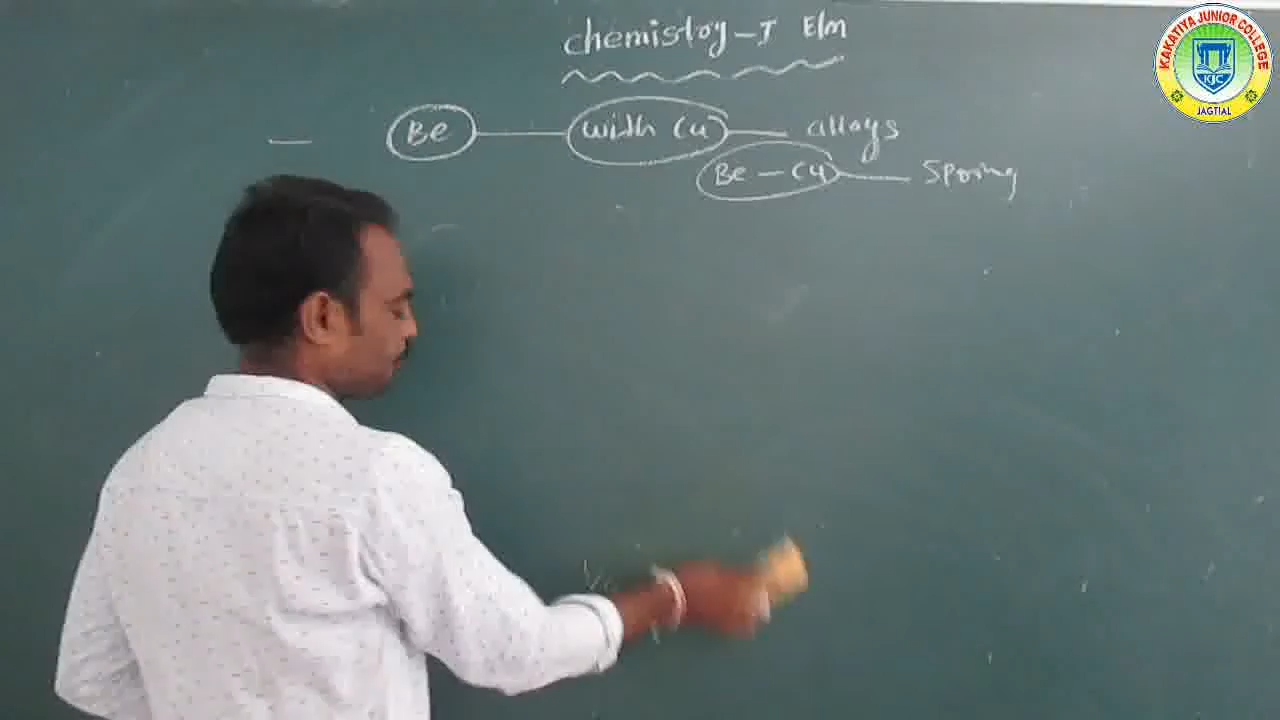 chemistry - I Elm
Be — with Cu — alloys
Be - Cu — Spring
KAKATIYA JUNIOR COLLEGE
KJC
JAGTIAL